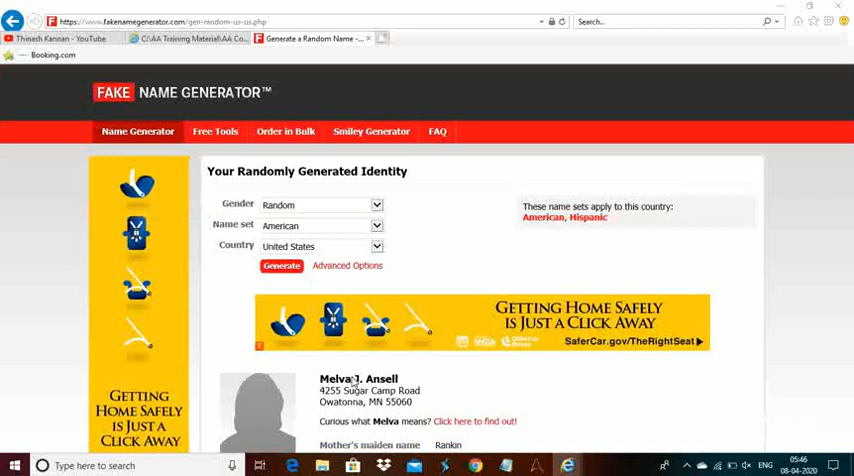 https://www.fakenamegenerator.com/gen-random-us-us.php
Search...
Thinash Kannan - YouTube
C:\AA Training Material\AA Co...
Generate a Random Name -...
Booking.com
FAKE NAME GENERATOR™
Name Generator
Free Tools
Order in Bulk
Smiley Generator
FAQ
Your Randomly Generated Identity
Gender
Random
Name set
American
Country
United States
Generate
Advanced Options
These name sets apply to this country:
American, Hispanic
GETTING HOME SAFELY
IS JUST A CLICK AWAY
SaferCar.gov/TheRightSeat
GETTING
HOME SAFELY
IS JUST
A CLICK AWAY
Melva J. Ansell
4255 Sugar Camp Road
Owatonna, MN 55060
Curious what Melva means? Click here to find out!
Mother's maiden name
Rankin
Type here to search
ENG
05:46
08-04-2020